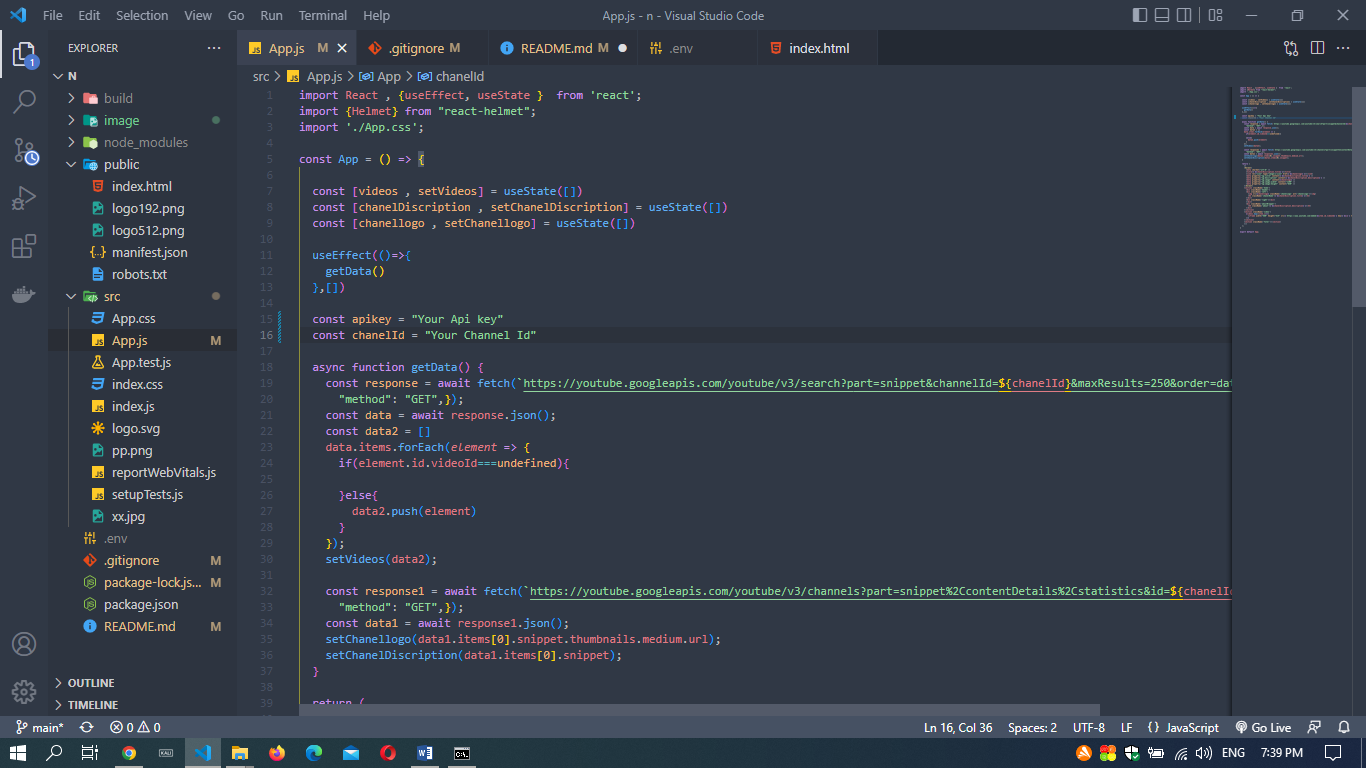 File Edit Selection View Go Run Terminal Help App.js - n - Visual Studio Code
EXPLORER
App.js M
.gitignore M
README.md M
.env
index.html
src > App.js > App > chanelId
1
N
build
image
node_modules
public
index.html
logo192.png
logo512.png
manifest.json
robots.txt
src
App.css
App.js M
App.test.js
index.css
index.js
logo.svg
pp.png
reportWebVitals.js
setupTests.js
xx.jpg
.env
.gitignore M
package-lock.js... M
package.json
README.md M
OUTLINE
TIMELINE
1 import React , {useEffect, useState } from 'react';
2 import {Helmet} from "react-helmet";
3 import './App.css';
4
5 const App = () => {
6
7 const [videos , setVideos] = useState([])
8 const [chanelDiscription , setChanelDiscription] = useState([])
9 const [chanellogo , setChanellogo] = useState([])
10
11 useEffect(()=>{
12 getData()
13 },[])
14
15 const apikey = "Your Api key"
16 const chanelId = "Your Channel Id"
17
18 async function getData() {
19 const response = await fetch(`https://youtube.googleapis.com/youtube/v3/search?part=snippet&channelId=${chanelId}&maxResults=250&order=dat
20 "method": "GET",});
21 const data = await response.json();
22 const data2 = []
23 data.items.forEach(element => {
24 if(element.id.videoId===undefined){
25
26 }else{
27 data2.push(element)
28 }
29 });
30 setVideos(data2);
31
32 const response1 = await fetch(`https://youtube.googleapis.com/youtube/v3/channels?part=snippet%2CcontentDetails%2Cstatistics&id=${chanelId
33 "method": "GET",});
34 const data1 = await response1.json();
35 setChanellogo(data1.items[0].snippet.thumbnails.medium.url);
36 setChanelDiscription(data1.items[0].snippet);
37 }
38
39 return (
main* 0 0 Ln 16, Col 36 Spaces: 2 UTF-8 LF { } JavaScript Go Live
ENG 7:39 PM